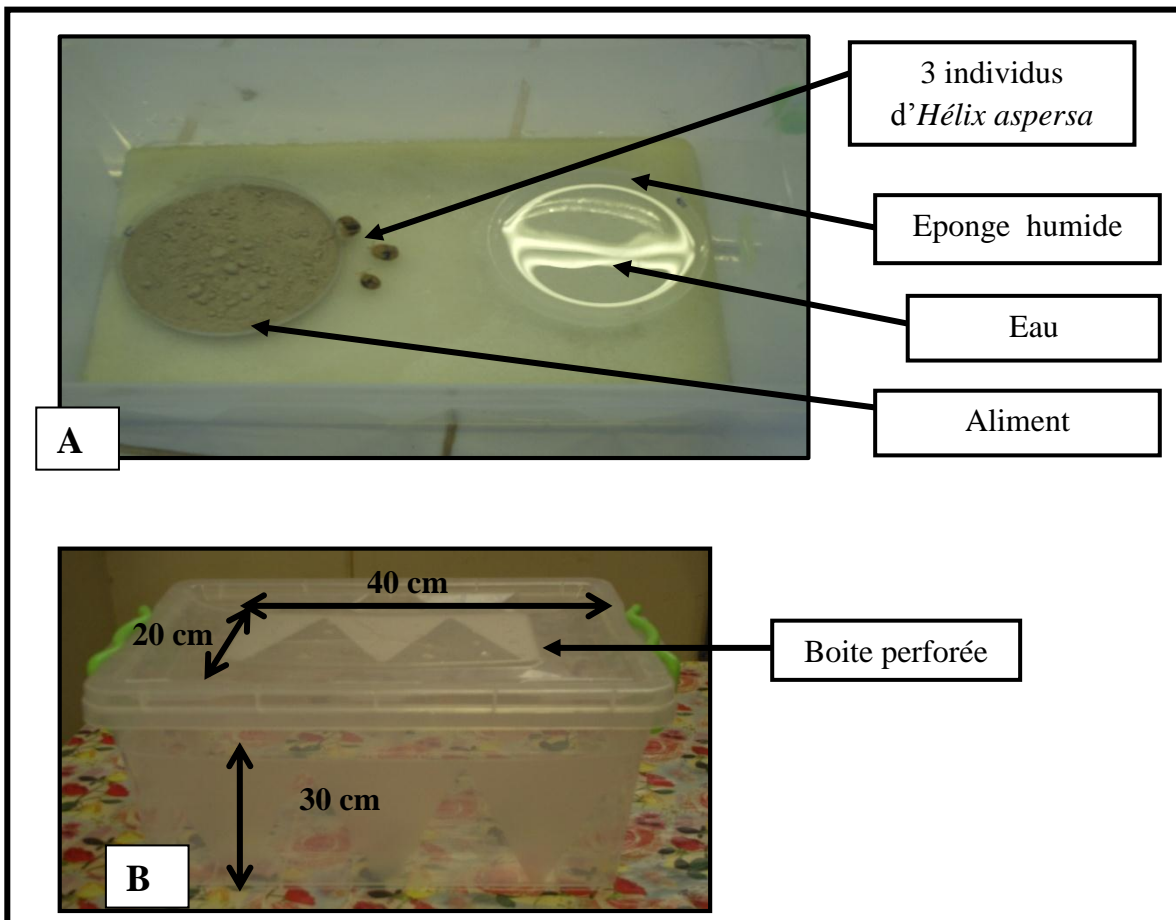 3 individus
d'Hélix aspersa
Eponge humide
Eau
Aliment
A
40 cm
20 cm
Boite perforée
30 cm
B